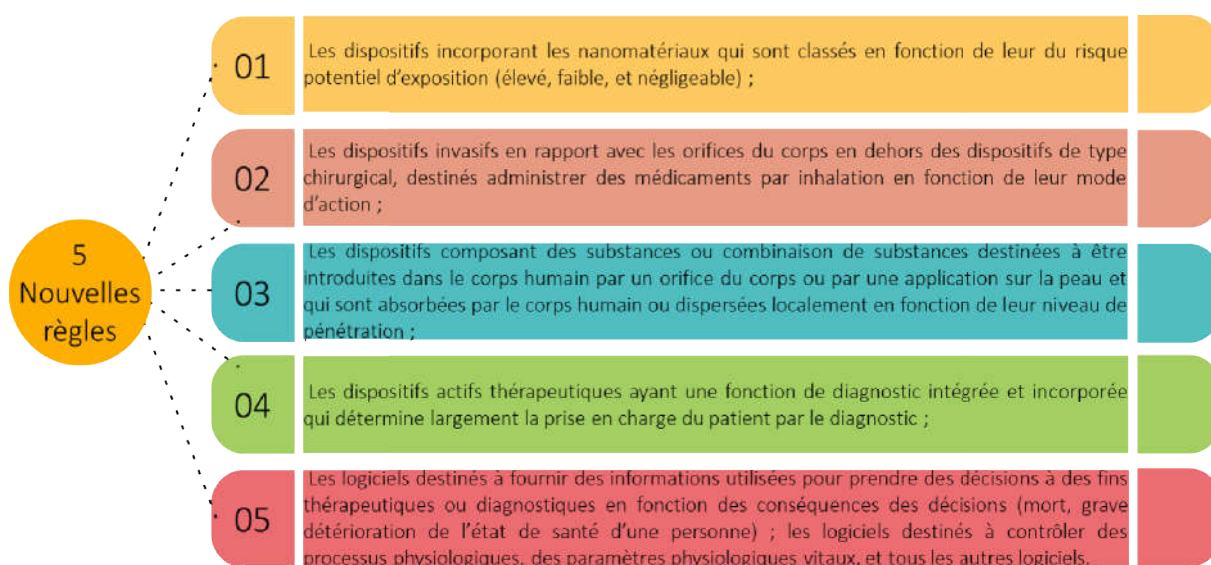 5
Nouvelles
règles
01
Les dispositifs incorporant les nanomatériaux qui sont classés en fonction de leur du risque
potentiel d'exposition (élevé, faible, et négligeable) ;
02
Les dispositifs invasifs en rapport avec les orifices du corps en dehors des dispositifs de type
chirurgical, destinés administrer des médicaments par inhalation en fonction de leur mode
d'action ;
03
Les dispositifs composant des substances ou combinaison de substances destinées à être
introduites dans le corps humain par un orifice du corps ou par une application sur la peau et
qui sont absorbées par le corps humain ou dispersées localement en fonction de leur niveau de
pénétration ;
04
Les dispositifs actifs thérapeutiques ayant une fonction de diagnostic intégrée et incorporée
qui détermine largement la prise en charge du patient par le diagnostic ;
05
Les logiciels destinés à fournir des informations utilisées pour prendre des décisions à des fins
thérapeutiques ou diagnostiques en fonction des conséquences des décisions (mort, grave
détérioration de l'état de santé d'une personne) ; les logiciels destinés à contrôler des
processus physiologiques, des paramètres physiologiques vitaux, et tous les autres logiciels.